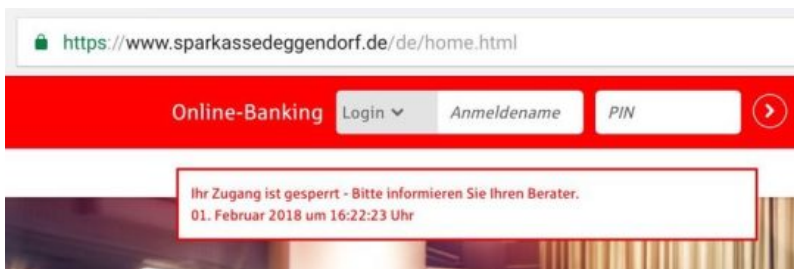 https://www.sparkassedeggendorf.de/de/home.html
Online-Banking Login Anmeldename PIN
Ihr Zugang ist gesperrt - Bitte informieren Sie Ihren Berater.
01. Februar 2018 um 16:22:23 Uhr